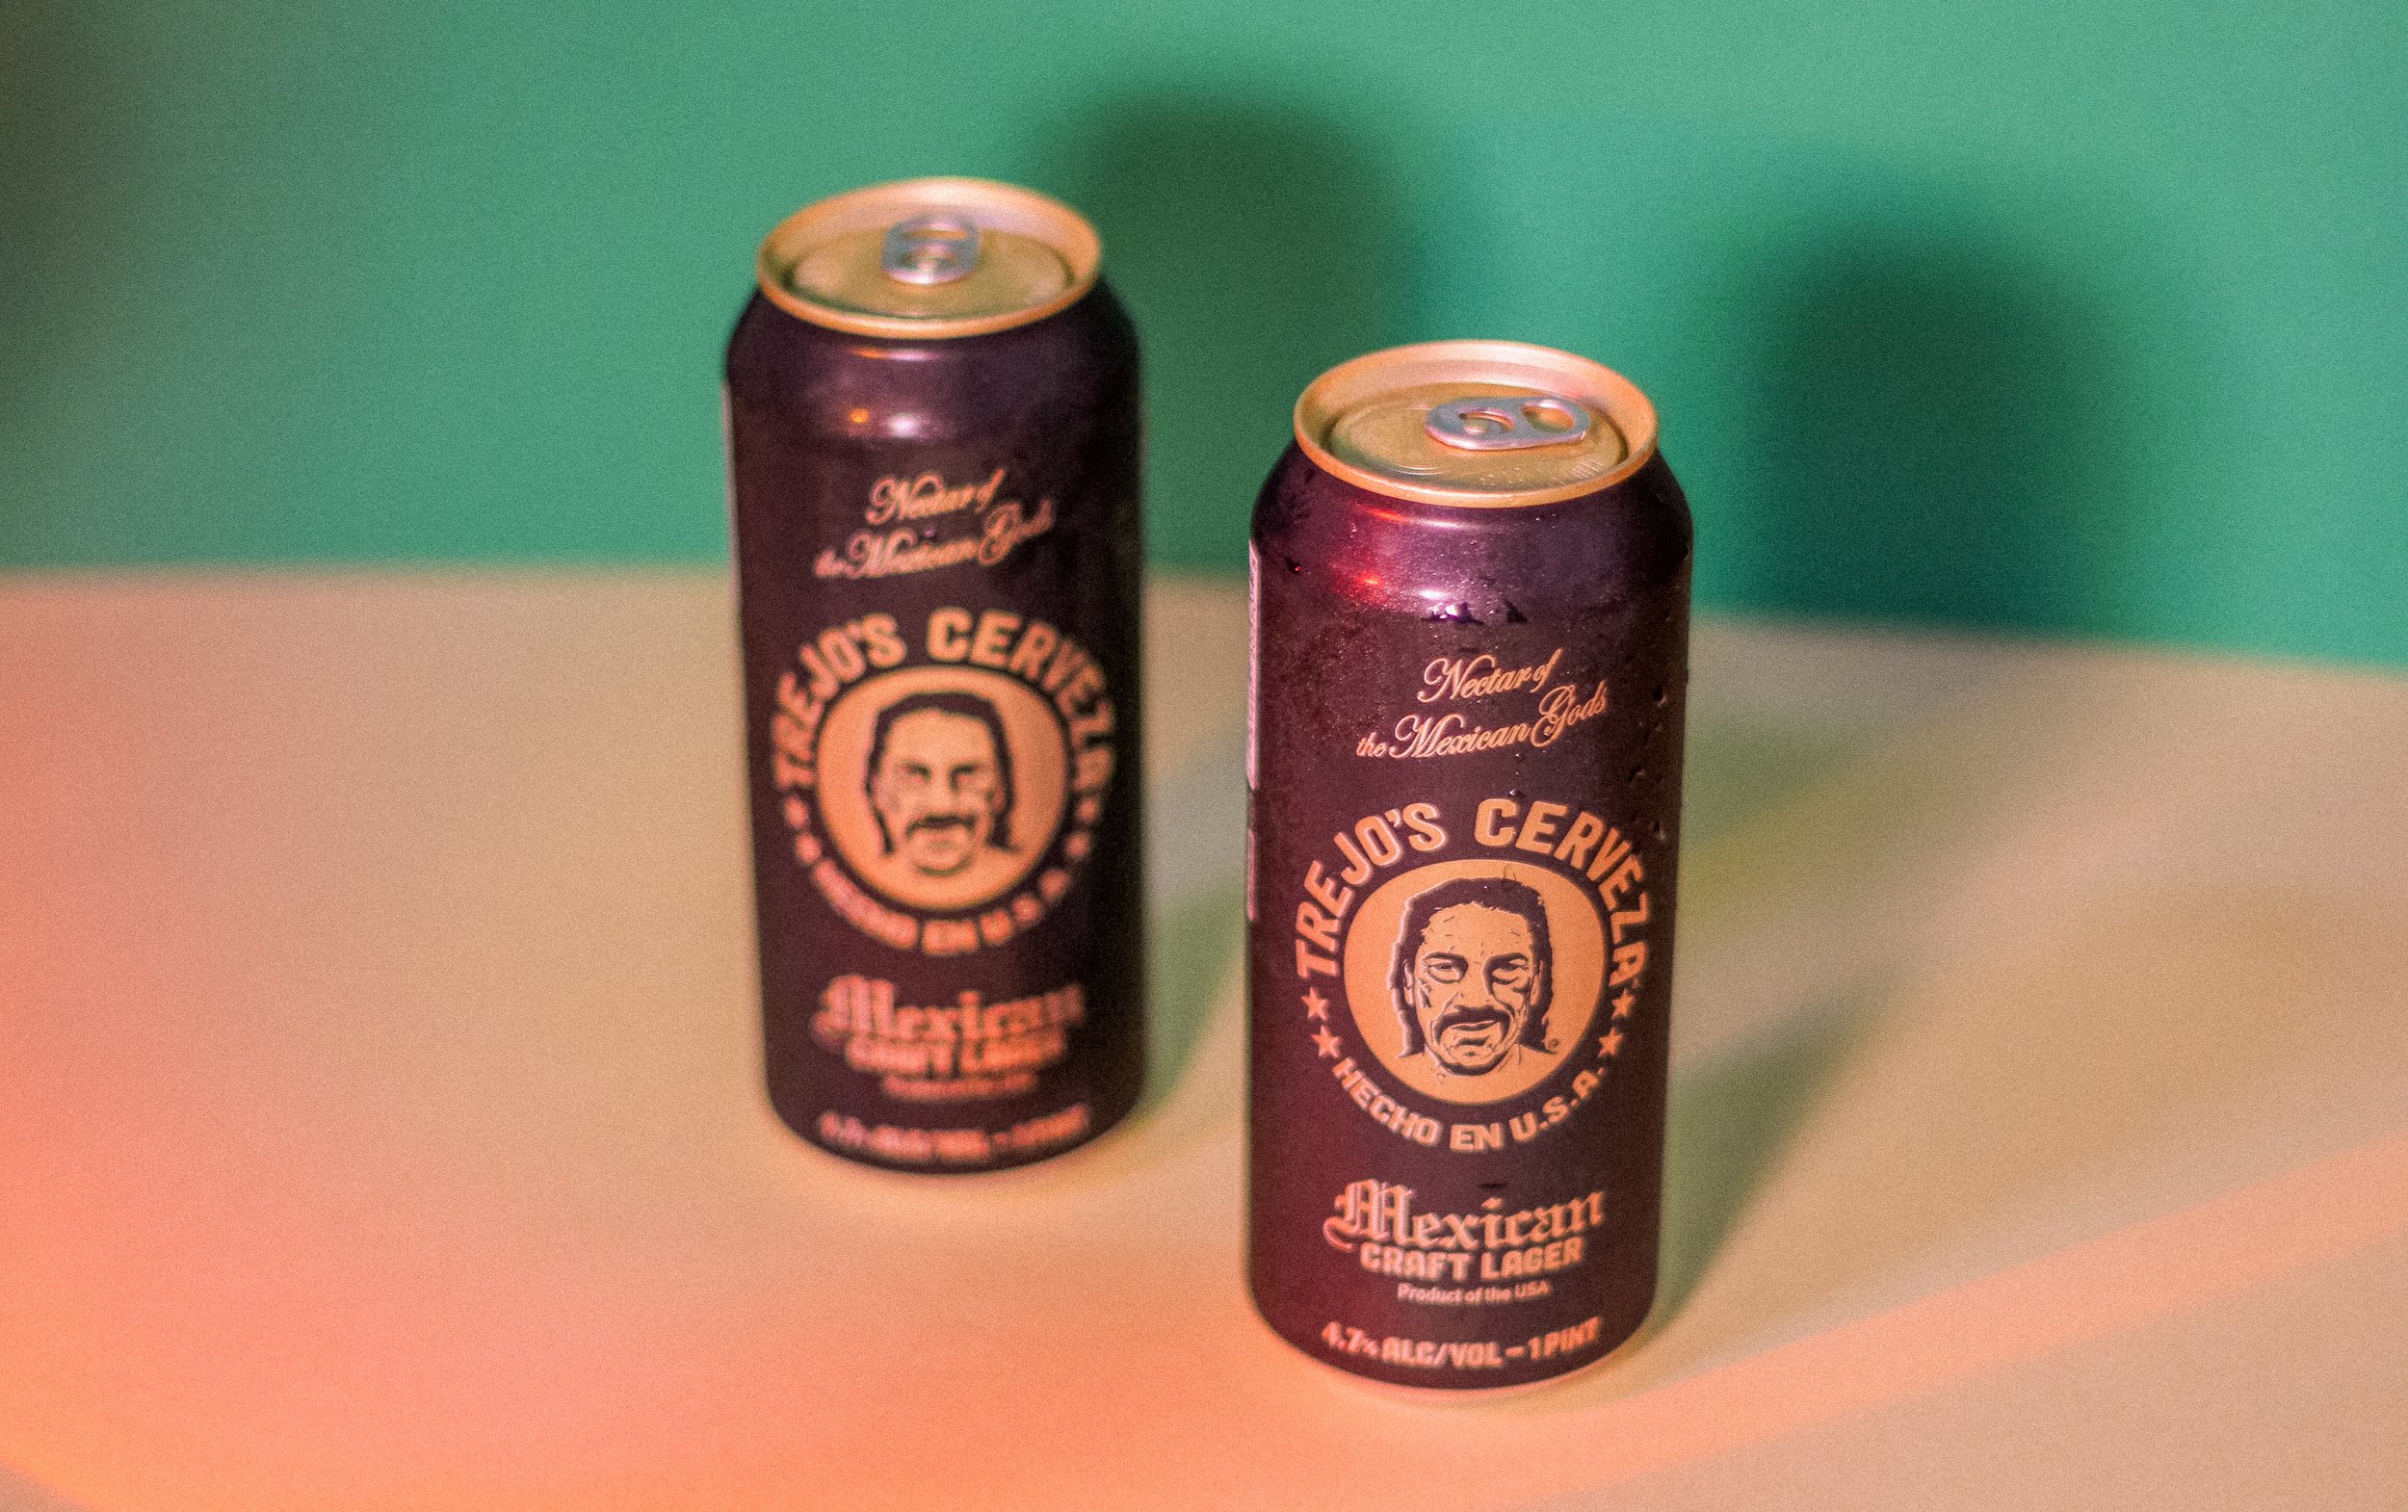 Nectar of
the Mexican Gods
TREJO'S CERVEZA
HECHO EN U.S.A.
Mexican
CRAFT LAGER
Nectar of
the Mexican Gods
TREJO'S CERVEZA
HECHO EN U.S.A.
Mexican
CRAFT LAGER
Product of the USA
4.7% ALC/VOL – 1 PINT